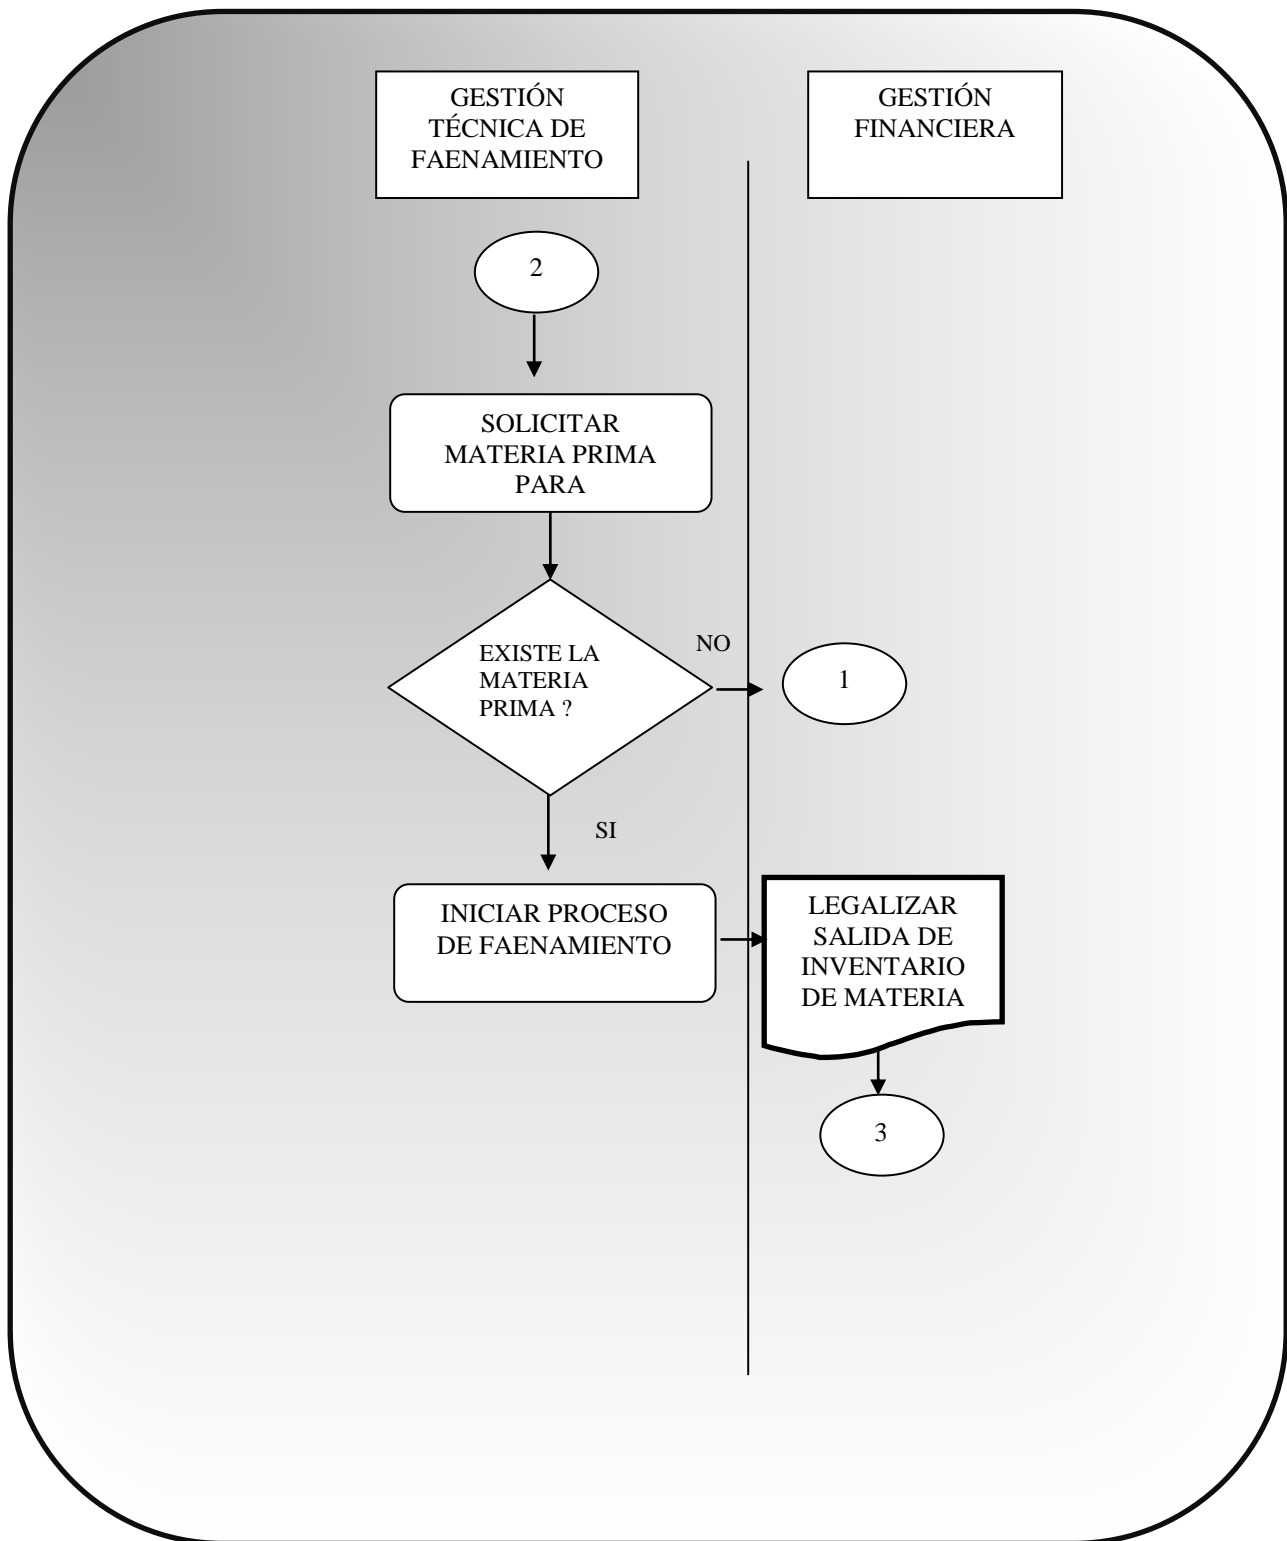 GESTIÓN
TÉCNICA DE
FAENAMIENTO
GESTIÓN
FINANCIERA
2
SOLICITAR
MATERIA PRIMA
PARA
EXISTE LA
MATERIA
PRIMA ?
NO
1
SI
INICIAR PROCESO
DE FAENAMIENTO
LEGALIZAR
SALIDA DE
INVENTARIO
DE MATERIA
3